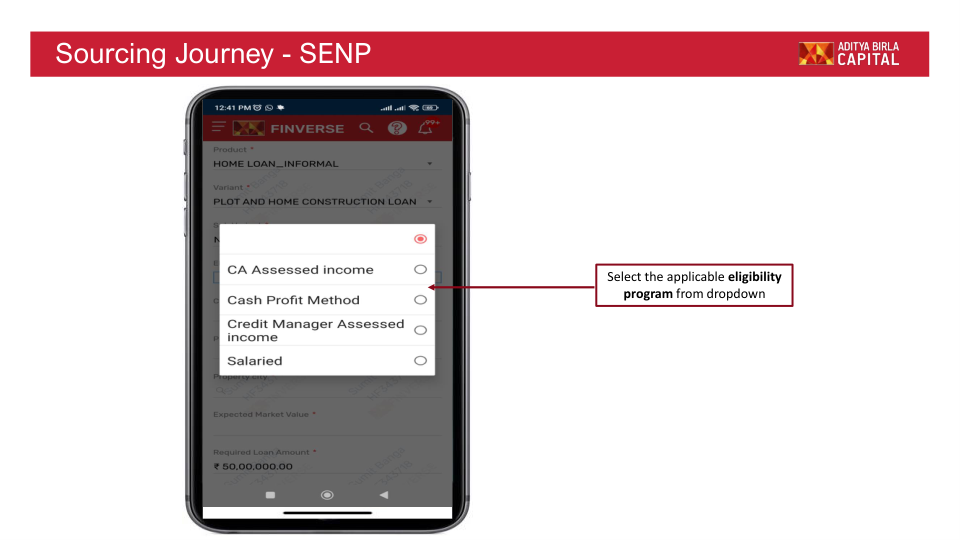 Sourcing Journey - SENP
ADITYA BIRLA
CAPITAL
12:41 PM
FINVERSE
99+
Product *
HOME LOAN_INFORMAL
Variant *
PLOT AND HOME CONSTRUCTION LOAN
N
E
CA Assessed income
Cash Profit Method
Credit Manager Assessed
income
Salaried
Property City
Expected Market Value *
Required Loan Amount *
₹ 50,00,000.00
Select the applicable eligibility
program from dropdown